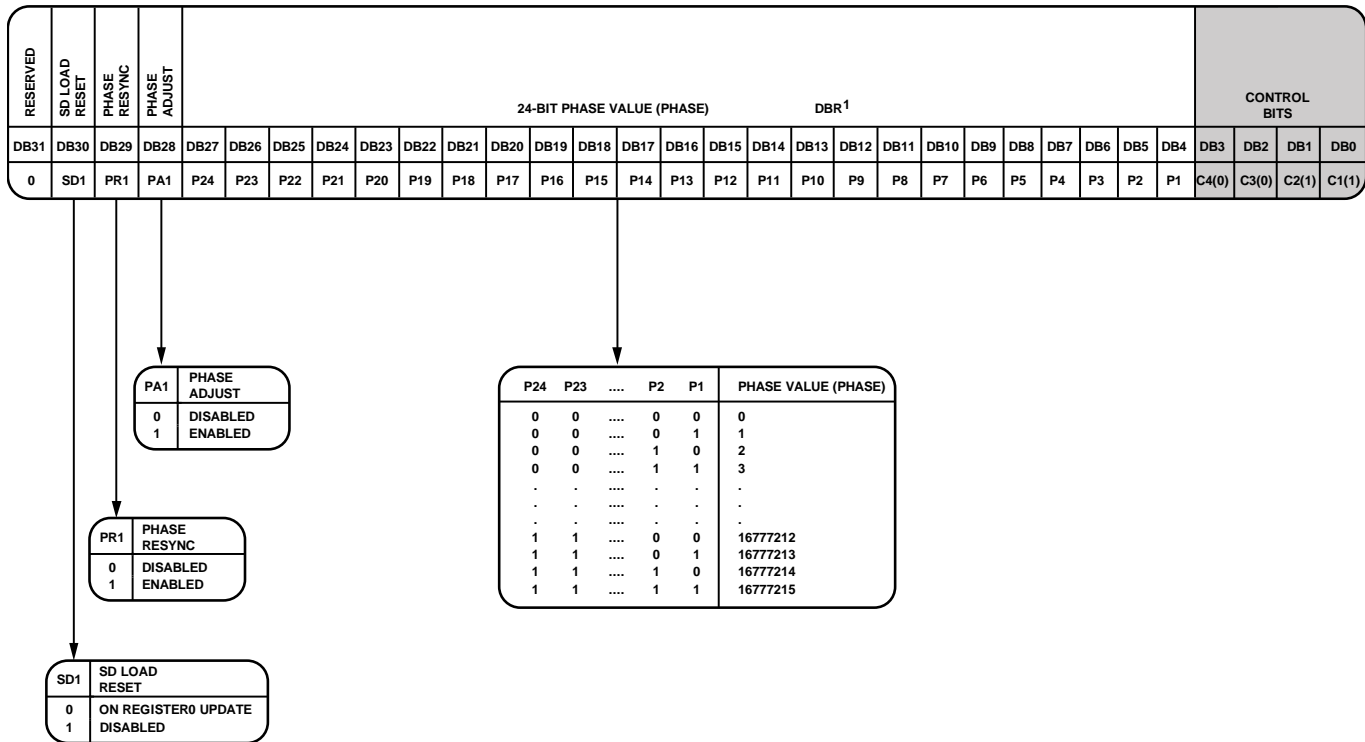 RESERVED
SD LOAD
RESET
PHASE
RESYNC
PHASE
ADJUST
24-BIT PHASE VALUE (PHASE) DBR1
CONTROL
BITS
DB31 DB30 DB29 DB28 DB27 DB26 DB25 DB24 DB23 DB22 DB21 DB20 DB19 DB18 DB17 DB16 DB15 DB14 DB13 DB12 DB11 DB10 DB9 DB8 DB7 DB6 DB5 DB4 DB3 DB2 DB1 DB0
0 SD1 PR1 PA1 P24 P23 P22 P21 P20 P19 P18 P17 P16 P15 P14 P13 P12 P11 P10 P9 P8 P7 P6 P5 P4 P3 P2 P1 C4(0) C3(0) C2(1) C1(1)
PA1 PHASE
ADJUST
0 DISABLED
1 ENABLED
P24 P23 .... P2 P1 PHASE VALUE (PHASE)
0 0 .... 0 0 0
0 0 .... 0 1 1
0 0 .... 1 0 2
0 0 .... 1 1 3
. . .... . . .
. . .... . . .
. . .... . . .
1 1 .... 0 0 16777212
1 1 .... 0 1 16777213
1 1 .... 1 0 16777214
1 1 .... 1 1 16777215
PR1 PHASE
RESYNC
0 DISABLED
1 ENABLED
SD1 SD LOAD
RESET
0 ON REGISTER0 UPDATE
1 DISABLED